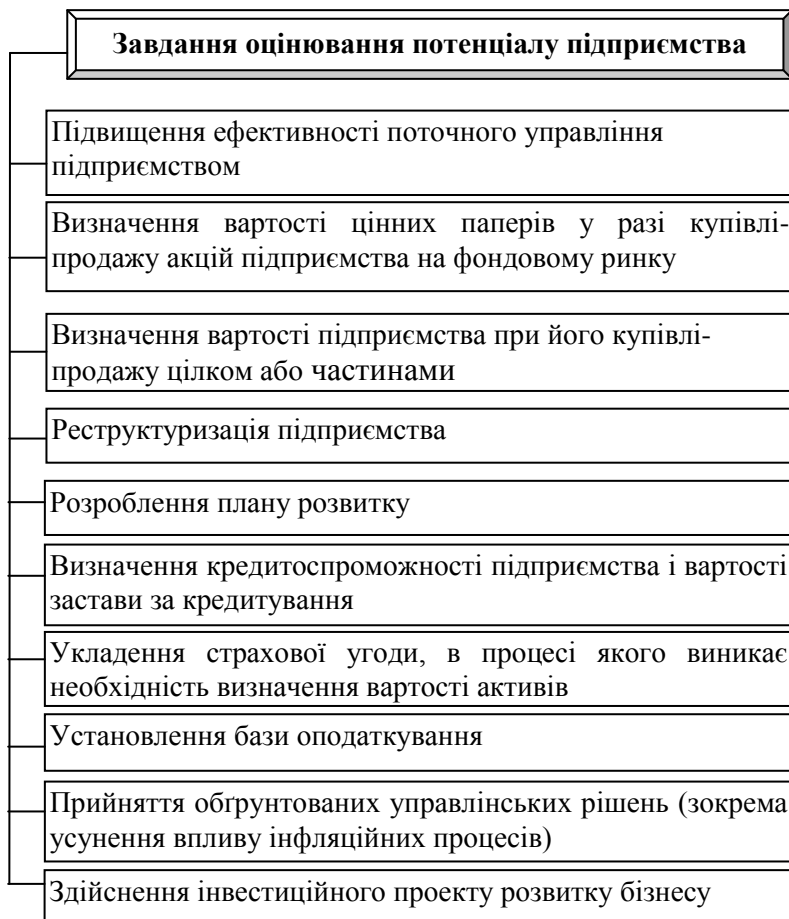 Завдання оцінювання потенціалу підприємства
Підвищення ефективності поточного управління
підприємством
Визначення вартості цінних паперів у разі купівлі-
продажу акцій підприємства на фондовому ринку
Визначення вартості підприємства при його купівлі-
продажу цілком або частинами
Реструктуризація підприємства
Розроблення плану розвитку
Визначення кредитоспроможності підприємства і вартості
застави за кредитування
Укладення страхової угоди, в процесі якого виникає
необхідність визначення вартості активів
Установлення бази оподаткування
Прийняття обґрунтованих управлінських рішень (зокрема
усунення впливу інфляційних процесів)
Здійснення інвестиційного проекту розвитку бізнесу